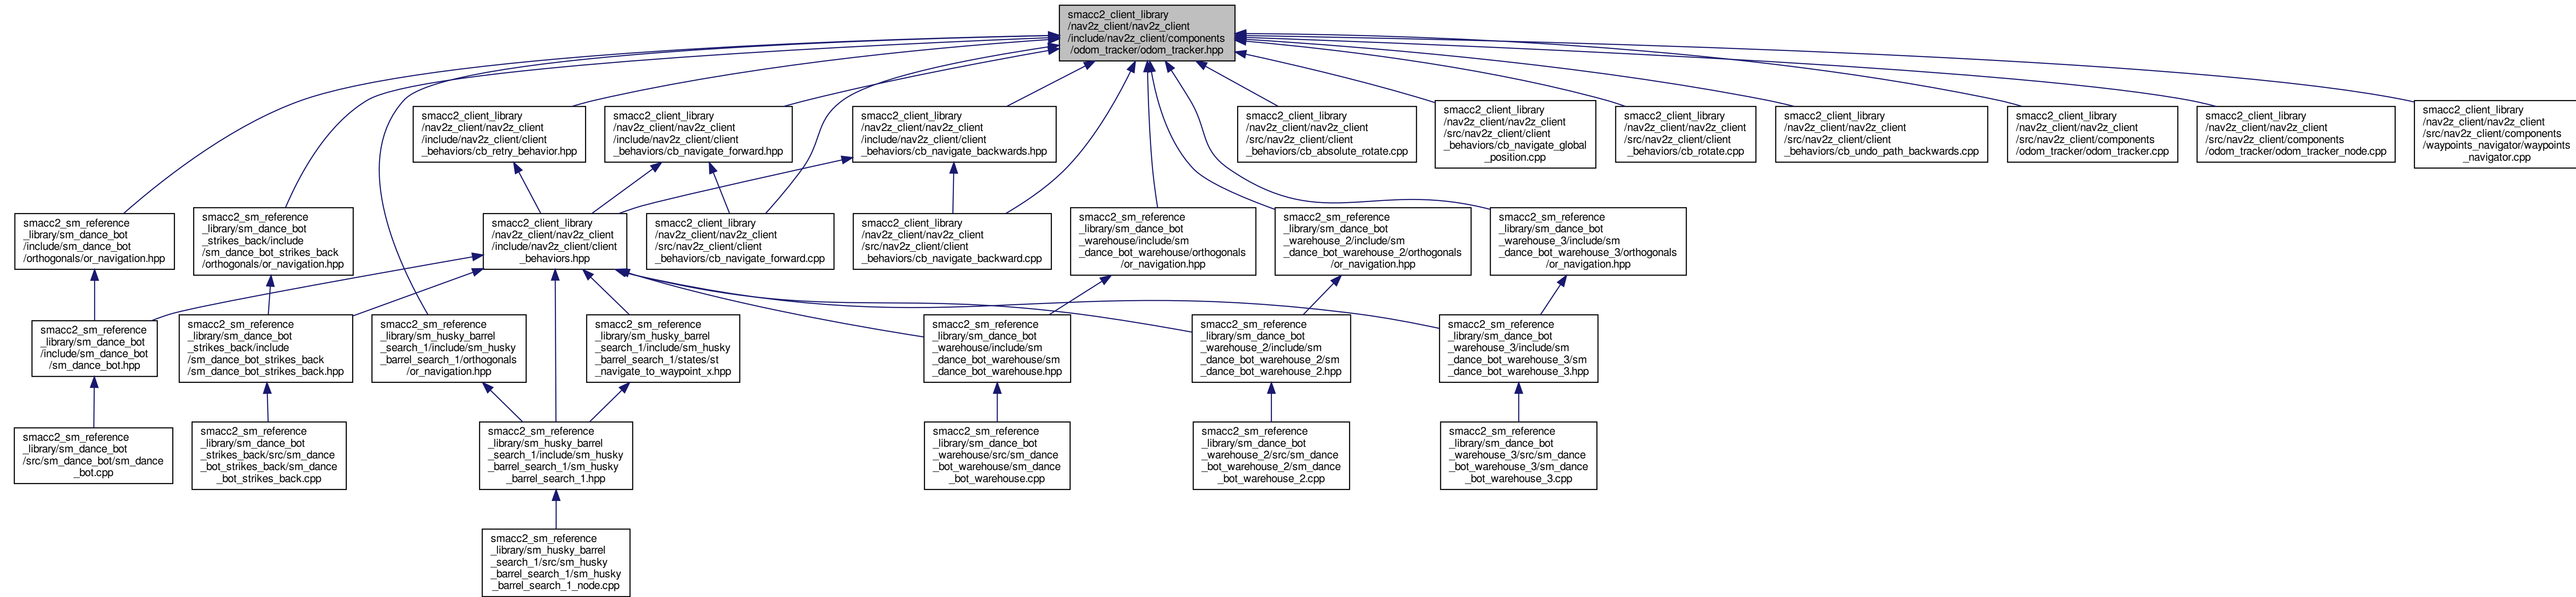 smacc2_client_library
/nav2z_client/nav2z_client
/include/nav2z_client/components
/odom_tracker/odom_tracker.hpp
smacc2_client_library
/nav2z_client/nav2z_client
/include/nav2z_client/client
_behaviors/cb_retry_behavior.hpp
smacc2_client_library
/nav2z_client/nav2z_client
/include/nav2z_client/client
_behaviors/cb_navigate_forward.hpp
smacc2_client_library
/nav2z_client/nav2z_client
/include/nav2z_client/client
_behaviors/cb_navigate_backwards.hpp
smacc2_client_library
/nav2z_client/nav2z_client
/src/nav2z_client/client
_behaviors/cb_absolute_rotate.cpp
smacc2_client_library
/nav2z_client/nav2z_client
/src/nav2z_client/client
_behaviors/cb_navigate_global
_position.cpp
smacc2_client_library
/nav2z_client/nav2z_client
/src/nav2z_client/client
_behaviors/cb_rotate.cpp
smacc2_client_library
/nav2z_client/nav2z_client
/src/nav2z_client/client
_behaviors/cb_undo_path_backwards.cpp
smacc2_client_library
/nav2z_client/nav2z_client
/src/nav2z_client/components
/odom_tracker/odom_tracker.cpp
smacc2_client_library
/nav2z_client/nav2z_client
/src/nav2z_client/components
/odom_tracker/odom_tracker_node.cpp
smacc2_client_library
/nav2z_client/nav2z_client
/src/nav2z_client/components
/waypoints_navigator/waypoints
_navigator.cpp
smacc2_sm_reference
_library/sm_dance_bot
/include/sm_dance_bot
/orthogonals/or_navigation.hpp
smacc2_sm_reference
_library/sm_dance_bot
_strikes_back/include
/sm_dance_bot_strikes_back
/orthogonals/or_navigation.hpp
smacc2_client_library
/nav2z_client/nav2z_client
/include/nav2z_client/client
_behaviors.hpp
smacc2_client_library
/nav2z_client/nav2z_client
/src/nav2z_client/client
_behaviors/cb_navigate_forward.cpp
smacc2_client_library
/nav2z_client/nav2z_client
/src/nav2z_client/client
_behaviors/cb_navigate_backward.cpp
smacc2_sm_reference
_library/sm_dance_bot
_warehouse/include/sm
_dance_bot_warehouse/orthogonals
/or_navigation.hpp
smacc2_sm_reference
_library/sm_dance_bot
_warehouse_2/include/sm
_dance_bot_warehouse_2/orthogonals
/or_navigation.hpp
smacc2_sm_reference
_library/sm_dance_bot
_warehouse_3/include/sm
_dance_bot_warehouse_3/orthogonals
/or_navigation.hpp
smacc2_sm_reference
_library/sm_dance_bot
/include/sm_dance_bot
/sm_dance_bot.hpp
smacc2_sm_reference
_library/sm_dance_bot
_strikes_back/include
/sm_dance_bot_strikes_back
/sm_dance_bot_strikes_back.hpp
smacc2_sm_reference
_library/sm_husky_barrel
_search_1/include/sm_husky
_barrel_search_1/orthogonals
/or_navigation.hpp
smacc2_sm_reference
_library/sm_husky_barrel
_search_1/include/sm_husky
_barrel_search_1/states/st
_navigate_to_waypoint_x.hpp
smacc2_sm_reference
_library/sm_dance_bot
_warehouse/include/sm
_dance_bot_warehouse/sm
_dance_bot_warehouse.hpp
smacc2_sm_reference
_library/sm_dance_bot
_warehouse_2/include/sm
_dance_bot_warehouse_2/sm
_dance_bot_warehouse_2.hpp
smacc2_sm_reference
_library/sm_dance_bot
_warehouse_3/include/sm
_dance_bot_warehouse_3/sm
_dance_bot_warehouse_3.hpp
smacc2_sm_reference
_library/sm_dance_bot
/src/sm_dance_bot/sm_dance
_bot.cpp
smacc2_sm_reference
_library/sm_dance_bot
_strikes_back/src/sm_dance
_bot_strikes_back/sm_dance
_bot_strikes_back.cpp
smacc2_sm_reference
_library/sm_husky_barrel
_search_1/include/sm_husky
_barrel_search_1/sm_husky
_barrel_search_1.hpp
smacc2_sm_reference
_library/sm_dance_bot
_warehouse/src/sm_dance
_bot_warehouse/sm_dance
_bot_warehouse.cpp
smacc2_sm_reference
_library/sm_dance_bot
_warehouse_2/src/sm_dance
_bot_warehouse_2/sm_dance
_bot_warehouse_2.cpp
smacc2_sm_reference
_library/sm_dance_bot
_warehouse_3/src/sm_dance
_bot_warehouse_3/sm_dance
_bot_warehouse_3.cpp
smacc2_sm_reference
_library/sm_husky_barrel
_search_1/src/sm_husky
_barrel_search_1/sm_husky
_barrel_search_1_node.cpp